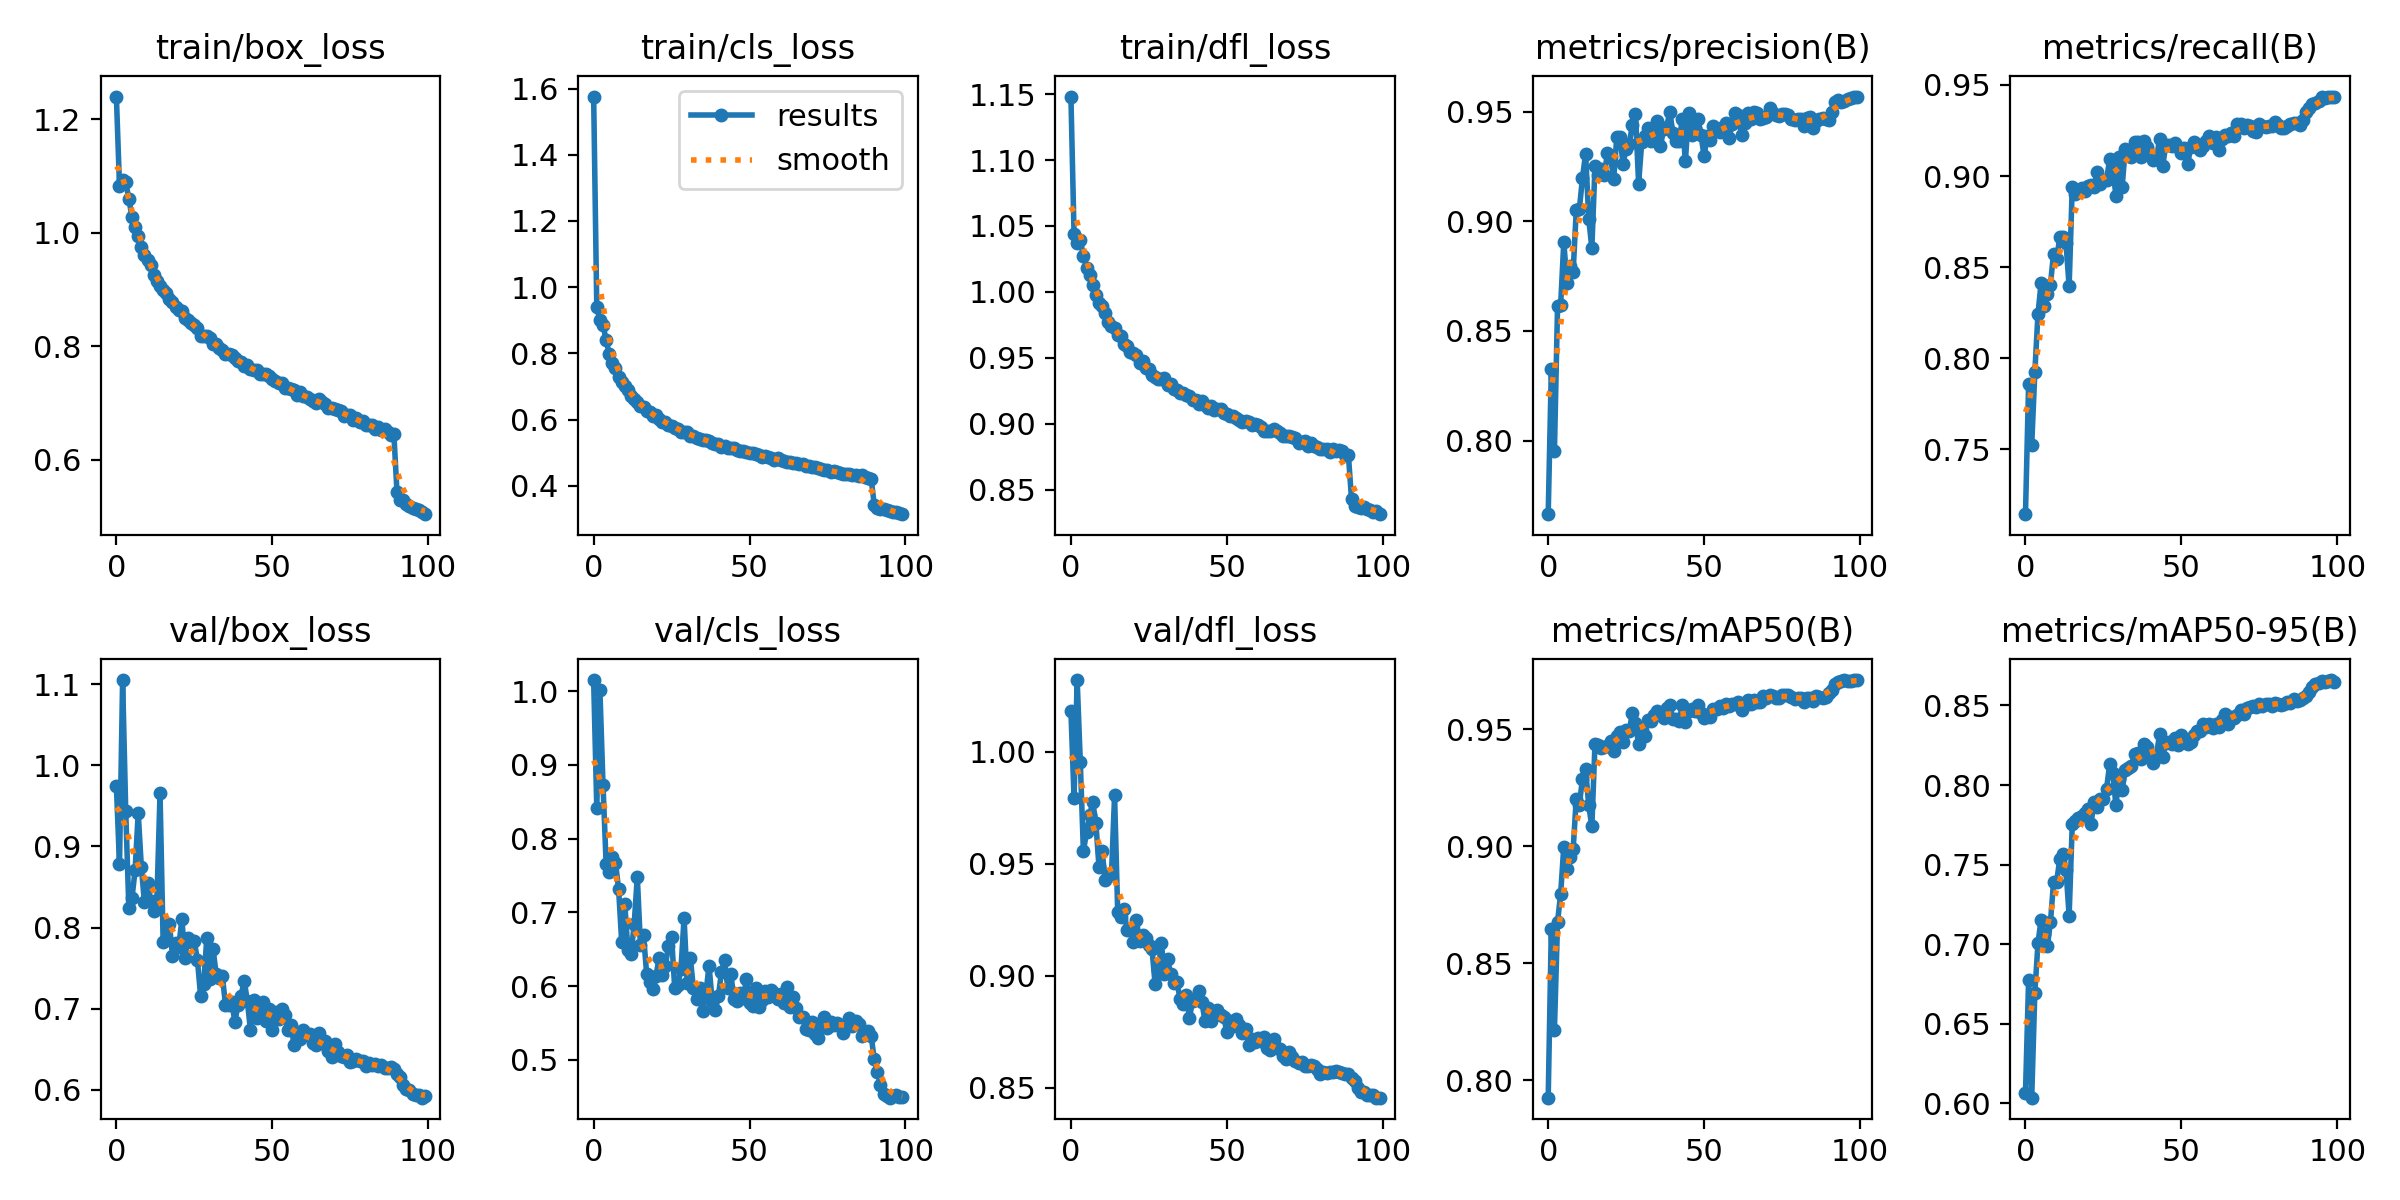 train/box_loss
1.2
1.0
0.8
0.6
0 50 100
train/cls_loss
results
smooth
1.6
1.4
1.2
1.0
0.8
0.6
0.4
0 50 100
train/dfl_loss
1.15
1.10
1.05
1.00
0.95
0.90
0.85
0 50 100
metrics/precision(B)
0.95
0.90
0.85
0.80
0 50 100
metrics/recall(B)
0.95
0.90
0.85
0.80
0.75
0 50 100
val/box_loss
1.1
1.0
0.9
0.8
0.7
0.6
0 50 100
val/cls_loss
1.0
0.9
0.8
0.7
0.6
0.5
0 50 100
val/dfl_loss
1.00
0.95
0.90
0.85
0 50 100
metrics/mAP50(B)
0.95
0.90
0.85
0.80
0 50 100
metrics/mAP50-95(B)
0.85
0.80
0.75
0.70
0.65
0.60
0 50 100